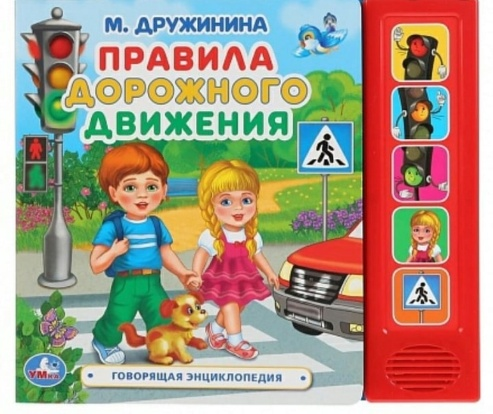 М. ДРУЖИНИНА
ПРАВИЛА
ДОРОЖНОГО
ДВИЖЕНИЯ
УМка
ГОВОРЯЩАЯ ЭНЦИКЛОПЕДИЯ